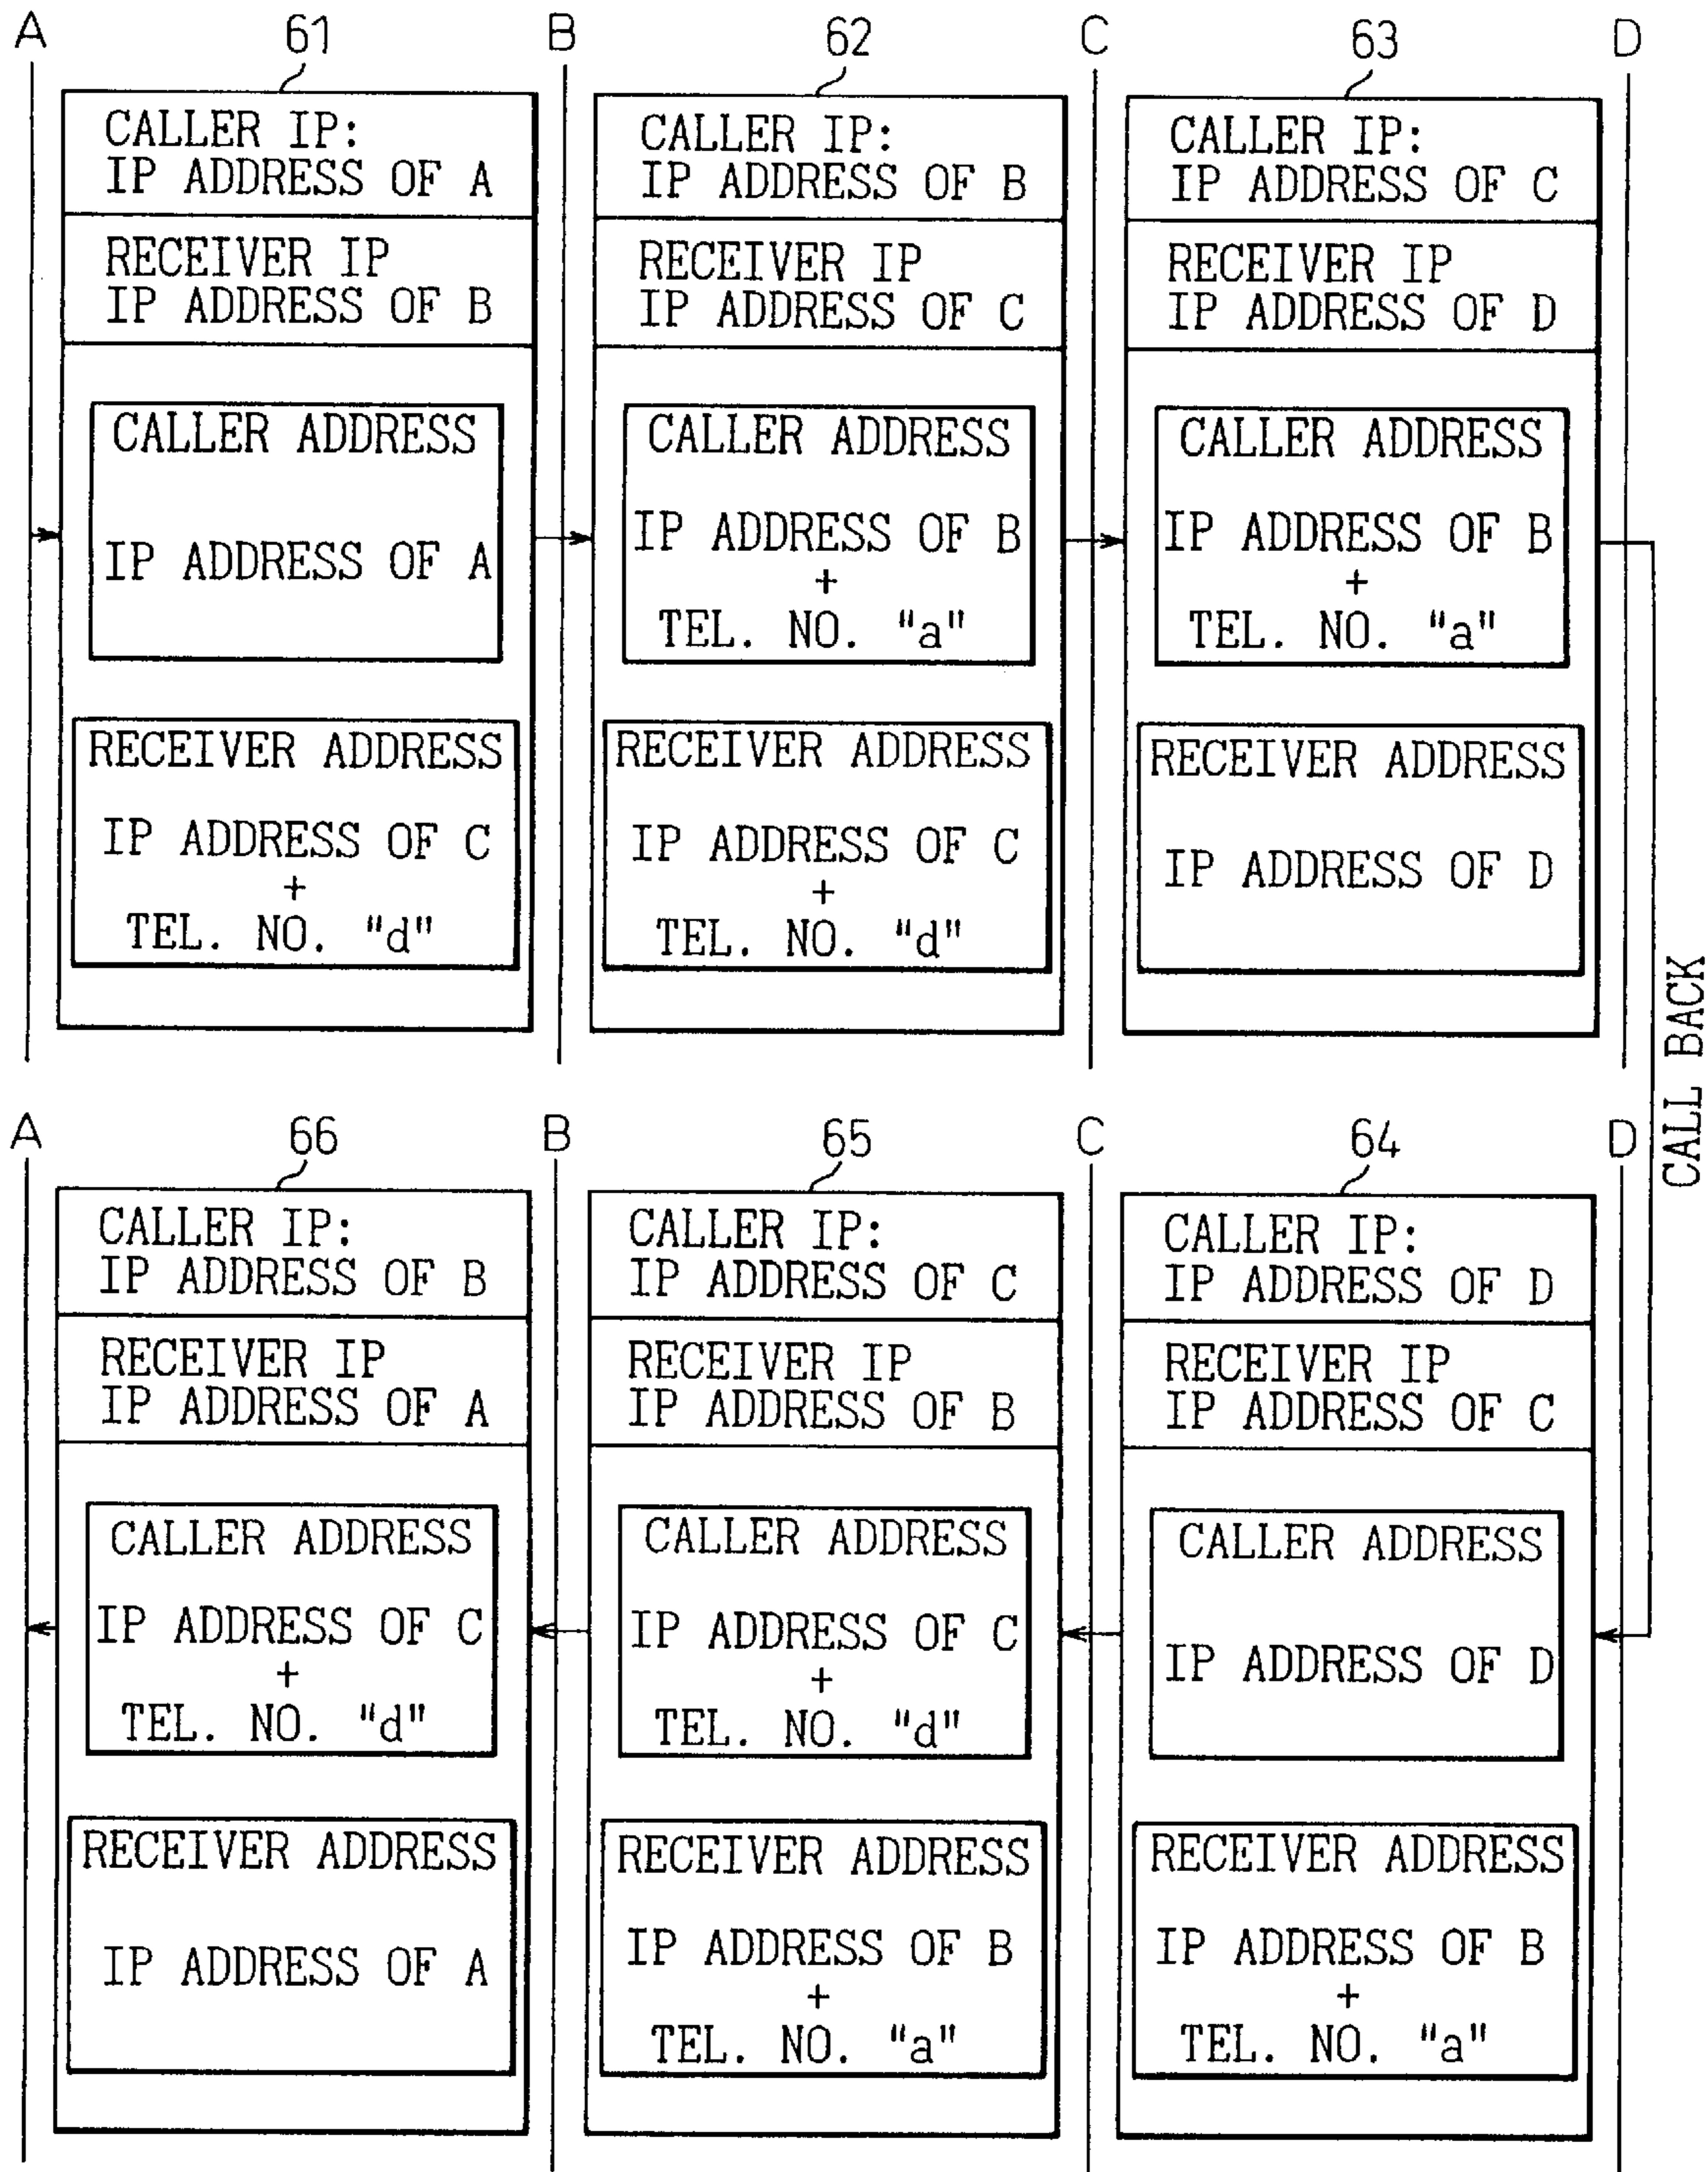 A
61
B
62
C
63
D
CALLER IP:
IP ADDRESS OF A
RECEIVER IP
IP ADDRESS OF B
CALLER ADDRESS
IP ADDRESS OF A
RECEIVER ADDRESS
IP ADDRESS OF C
+
TEL. NO. "d"
CALLER IP:
IP ADDRESS OF B
RECEIVER IP
IP ADDRESS OF C
CALLER ADDRESS
IP ADDRESS OF B
+
TEL. NO. "a"
RECEIVER ADDRESS
IP ADDRESS OF C
+
TEL. NO. "d"
CALLER IP:
IP ADDRESS OF C
RECEIVER IP
IP ADDRESS OF D
CALLER ADDRESS
IP ADDRESS OF B
+
TEL. NO. "a"
RECEIVER ADDRESS
IP ADDRESS OF D
CALL BACK
A
66
B
65
C
64
D
CALLER IP:
IP ADDRESS OF B
RECEIVER IP
IP ADDRESS OF A
CALLER ADDRESS
IP ADDRESS OF C
+
TEL. NO. "d"
RECEIVER ADDRESS
IP ADDRESS OF A
CALLER IP:
IP ADDRESS OF C
RECEIVER IP
IP ADDRESS OF B
CALLER ADDRESS
IP ADDRESS OF C
+
TEL. NO. "d"
RECEIVER ADDRESS
IP ADDRESS OF B
+
TEL. NO. "a"
CALLER IP:
IP ADDRESS OF D
RECEIVER IP
IP ADDRESS OF C
CALLER ADDRESS
IP ADDRESS OF D
RECEIVER ADDRESS
IP ADDRESS OF B
+
TEL. NO. "a"